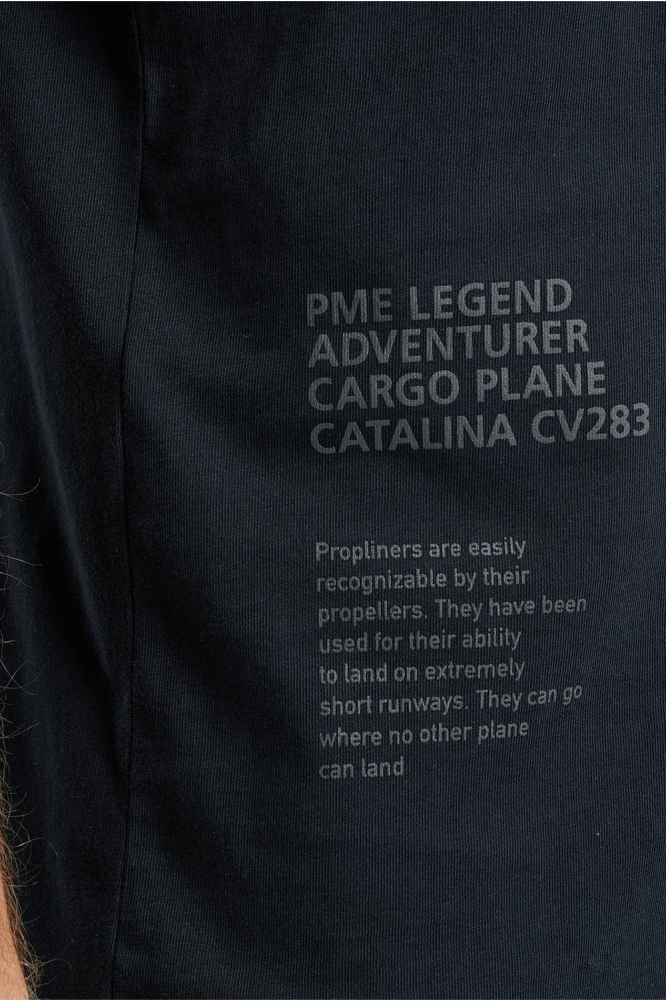 PME LEGEND
ADVENTURER
CARGO PLANE
CATALINA CV283
Propliners are easily
recognizable by their
propellers. They have been
used for their ability
to land on extremely
short runways. They can go
where no other plane
can land